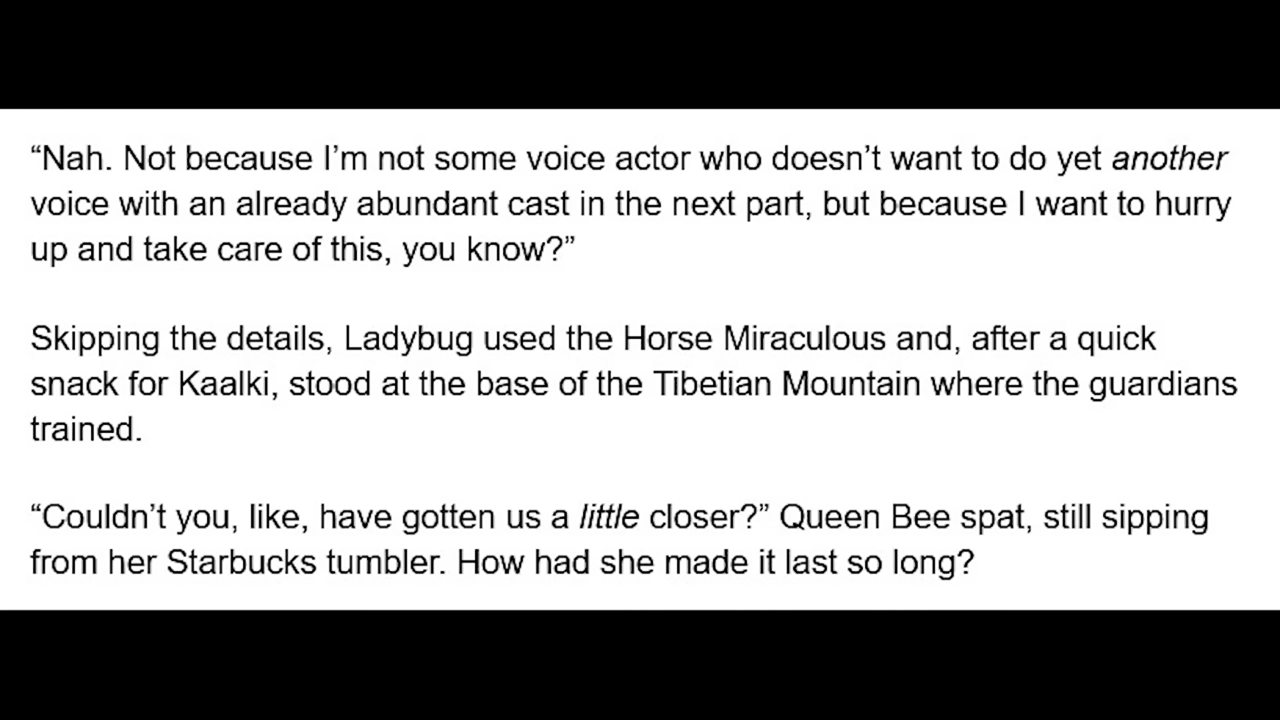 “Nah. Not because I’m not some voice actor who doesn’t want to do yet another
voice with an already abundant cast in the next part, but because I want to hurry
up and take care of this, you know?”
Skipping the details, Ladybug used the Horse Miraculous and, after a quick
snack for Kaalki, stood at the base of the Tibetian Mountain where the guardians
trained.
“Couldn’t you, like, have gotten us a little closer?” Queen Bee spat, still sipping
from her Starbucks tumbler. How had she made it last so long?